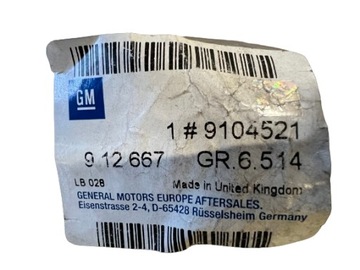 GM
1 # 9104521
9 12 667 GR.6.514
LB 028 Made in United Kingdom
GENERAL MOTORS EUROPE AFTERSALES.
Eisenstrasse 2-4, D-65428 Rüsselsheim Germany